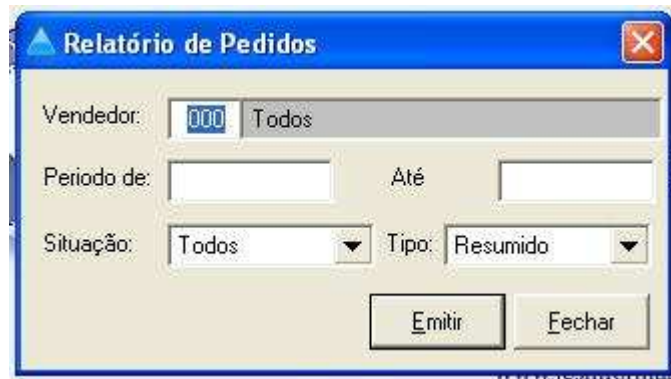 Relatório de Pedidos
Vendedor: 000 Todos
Periodo de: Até
Situação: Todos Tipo: Resumido
Emitir Fechar